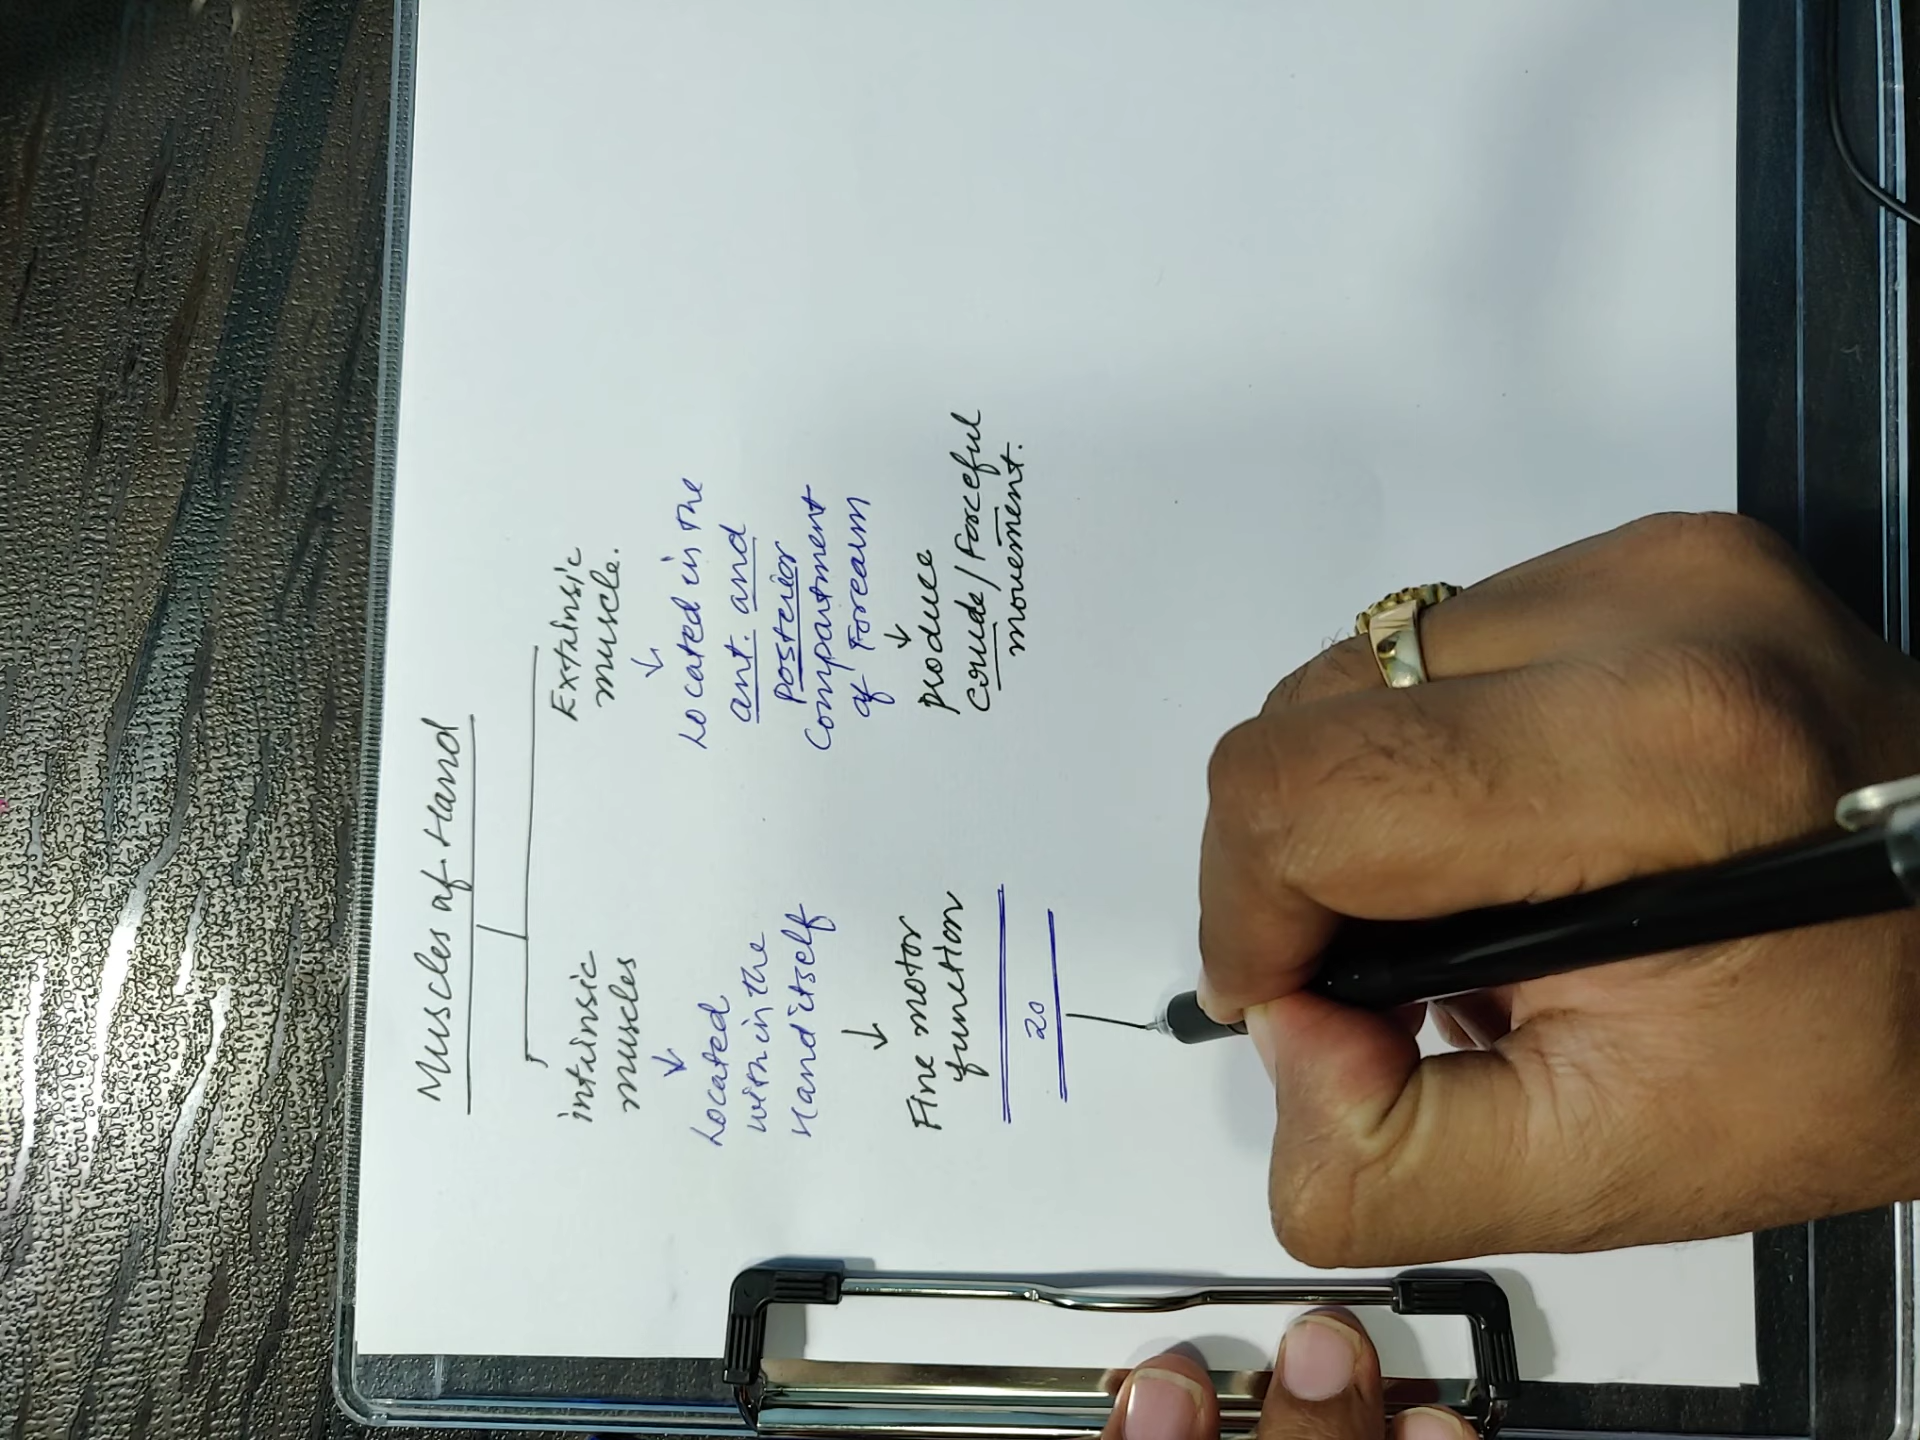 Muscles of Hand
intrinsic
muscles
↓
Located
within the
Hand itself
↓
Fine motor
function
20
Extrinsic
muscle.
↓
Located in the
ant. and
Posterior
Compartment
of Forearm
↓
produce
Crude/Forceful
movement.